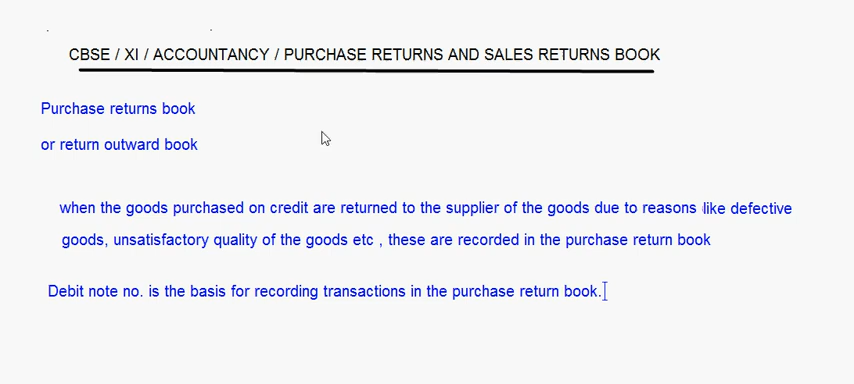 CBSE / XI / ACCOUNTANCY / PURCHASE RETURNS AND SALES RETURNS BOOK
Purchase returns book
or return outward book
when the goods purchased on credit are returned to the supplier of the goods due to reasons like defective
goods, unsatisfactory quality of the goods etc , these are recorded in the purchase return book
Debit note no. is the basis for recording transactions in the purchase return book.